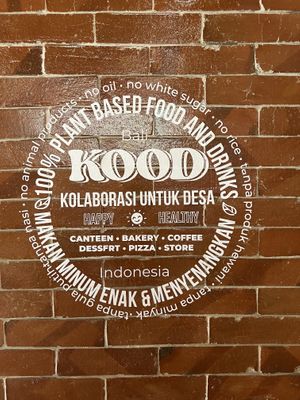 no animal products • no oil • no white sugar • no rice •
tanpa produk hewani • tanpa minyak • tanpa gula putih • tanpa nasi •
100% PLANT BASED FOOD AND DRINKS
MAKAN MINUM ENAK & MENYENANGKAN
Bali
KOOD
KOLABORASI UNTUK DESA
HAPPY HEALTHY
CANTEEN • BAKERY • COFFEE
DESSERT • PIZZA • STORE
Indonesia